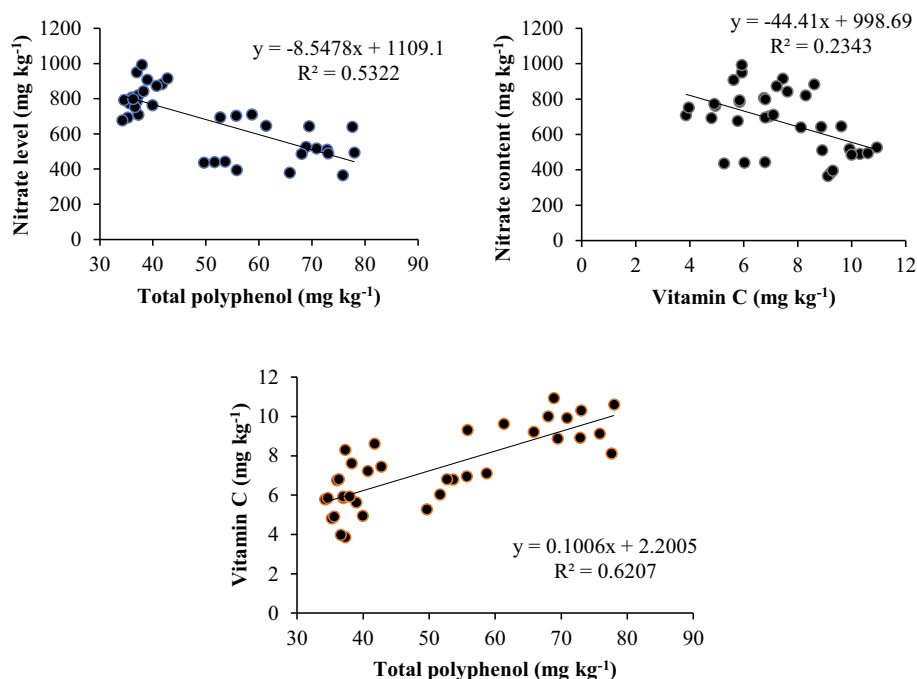 Nitrate level (mg kg⁻¹)
1200
1000
800
600
400
200
0
y = -8.5478x + 1109.1
R² = 0.5322
30 40 50 60 70 80 90
Total polyphenol (mg kg⁻¹)
Nitrate content (mg kg⁻¹)
1200
1000
800
600
400
200
0
y = -44.41x + 998.69
R² = 0.2343
0 2 4 6 8 10 12
Vitamin C (mg kg⁻¹)
Vitamin C (mg kg⁻¹)
12
10
8
6
4
2
0
y = 0.1006x + 2.2005
R² = 0.6207
30 40 50 60 70 80 90
Total polyphenol (mg kg⁻¹)